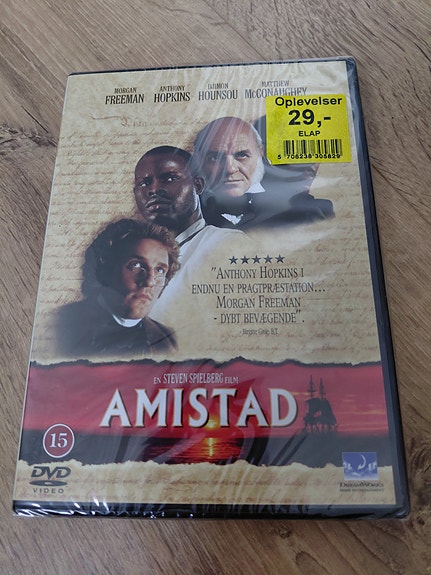 MORGAN FREEMAN
ANTHONY HOPKINS
DJIMON HOUNSOU
MATTHEW McCONAUGHEY
Oplevelser
29,-
ELAP
5 706238 305829
"ANTHONY HOPKINS I
ENDNU EN PRAGTPRÆSTATION...
MORGAN FREEMAN
- DYBT BEVÆGENDE".
EN STEVEN SPIELBERG FILM
AMISTAD
15
DVD
VIDEO
DREAMWORKS